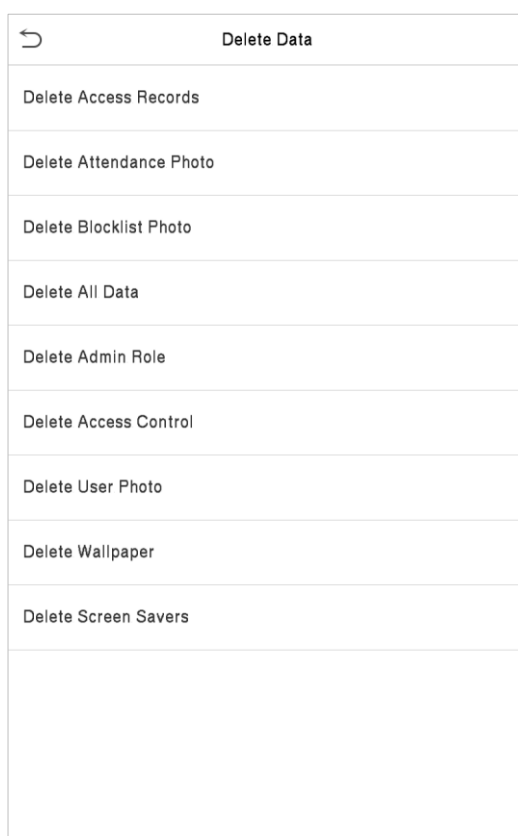 Delete Data
Delete Access Records
Delete Attendance Photo
Delete Blocklist Photo
Delete All Data
Delete Admin Role
Delete Access Control
Delete User Photo
Delete Wallpaper
Delete Screen Savers